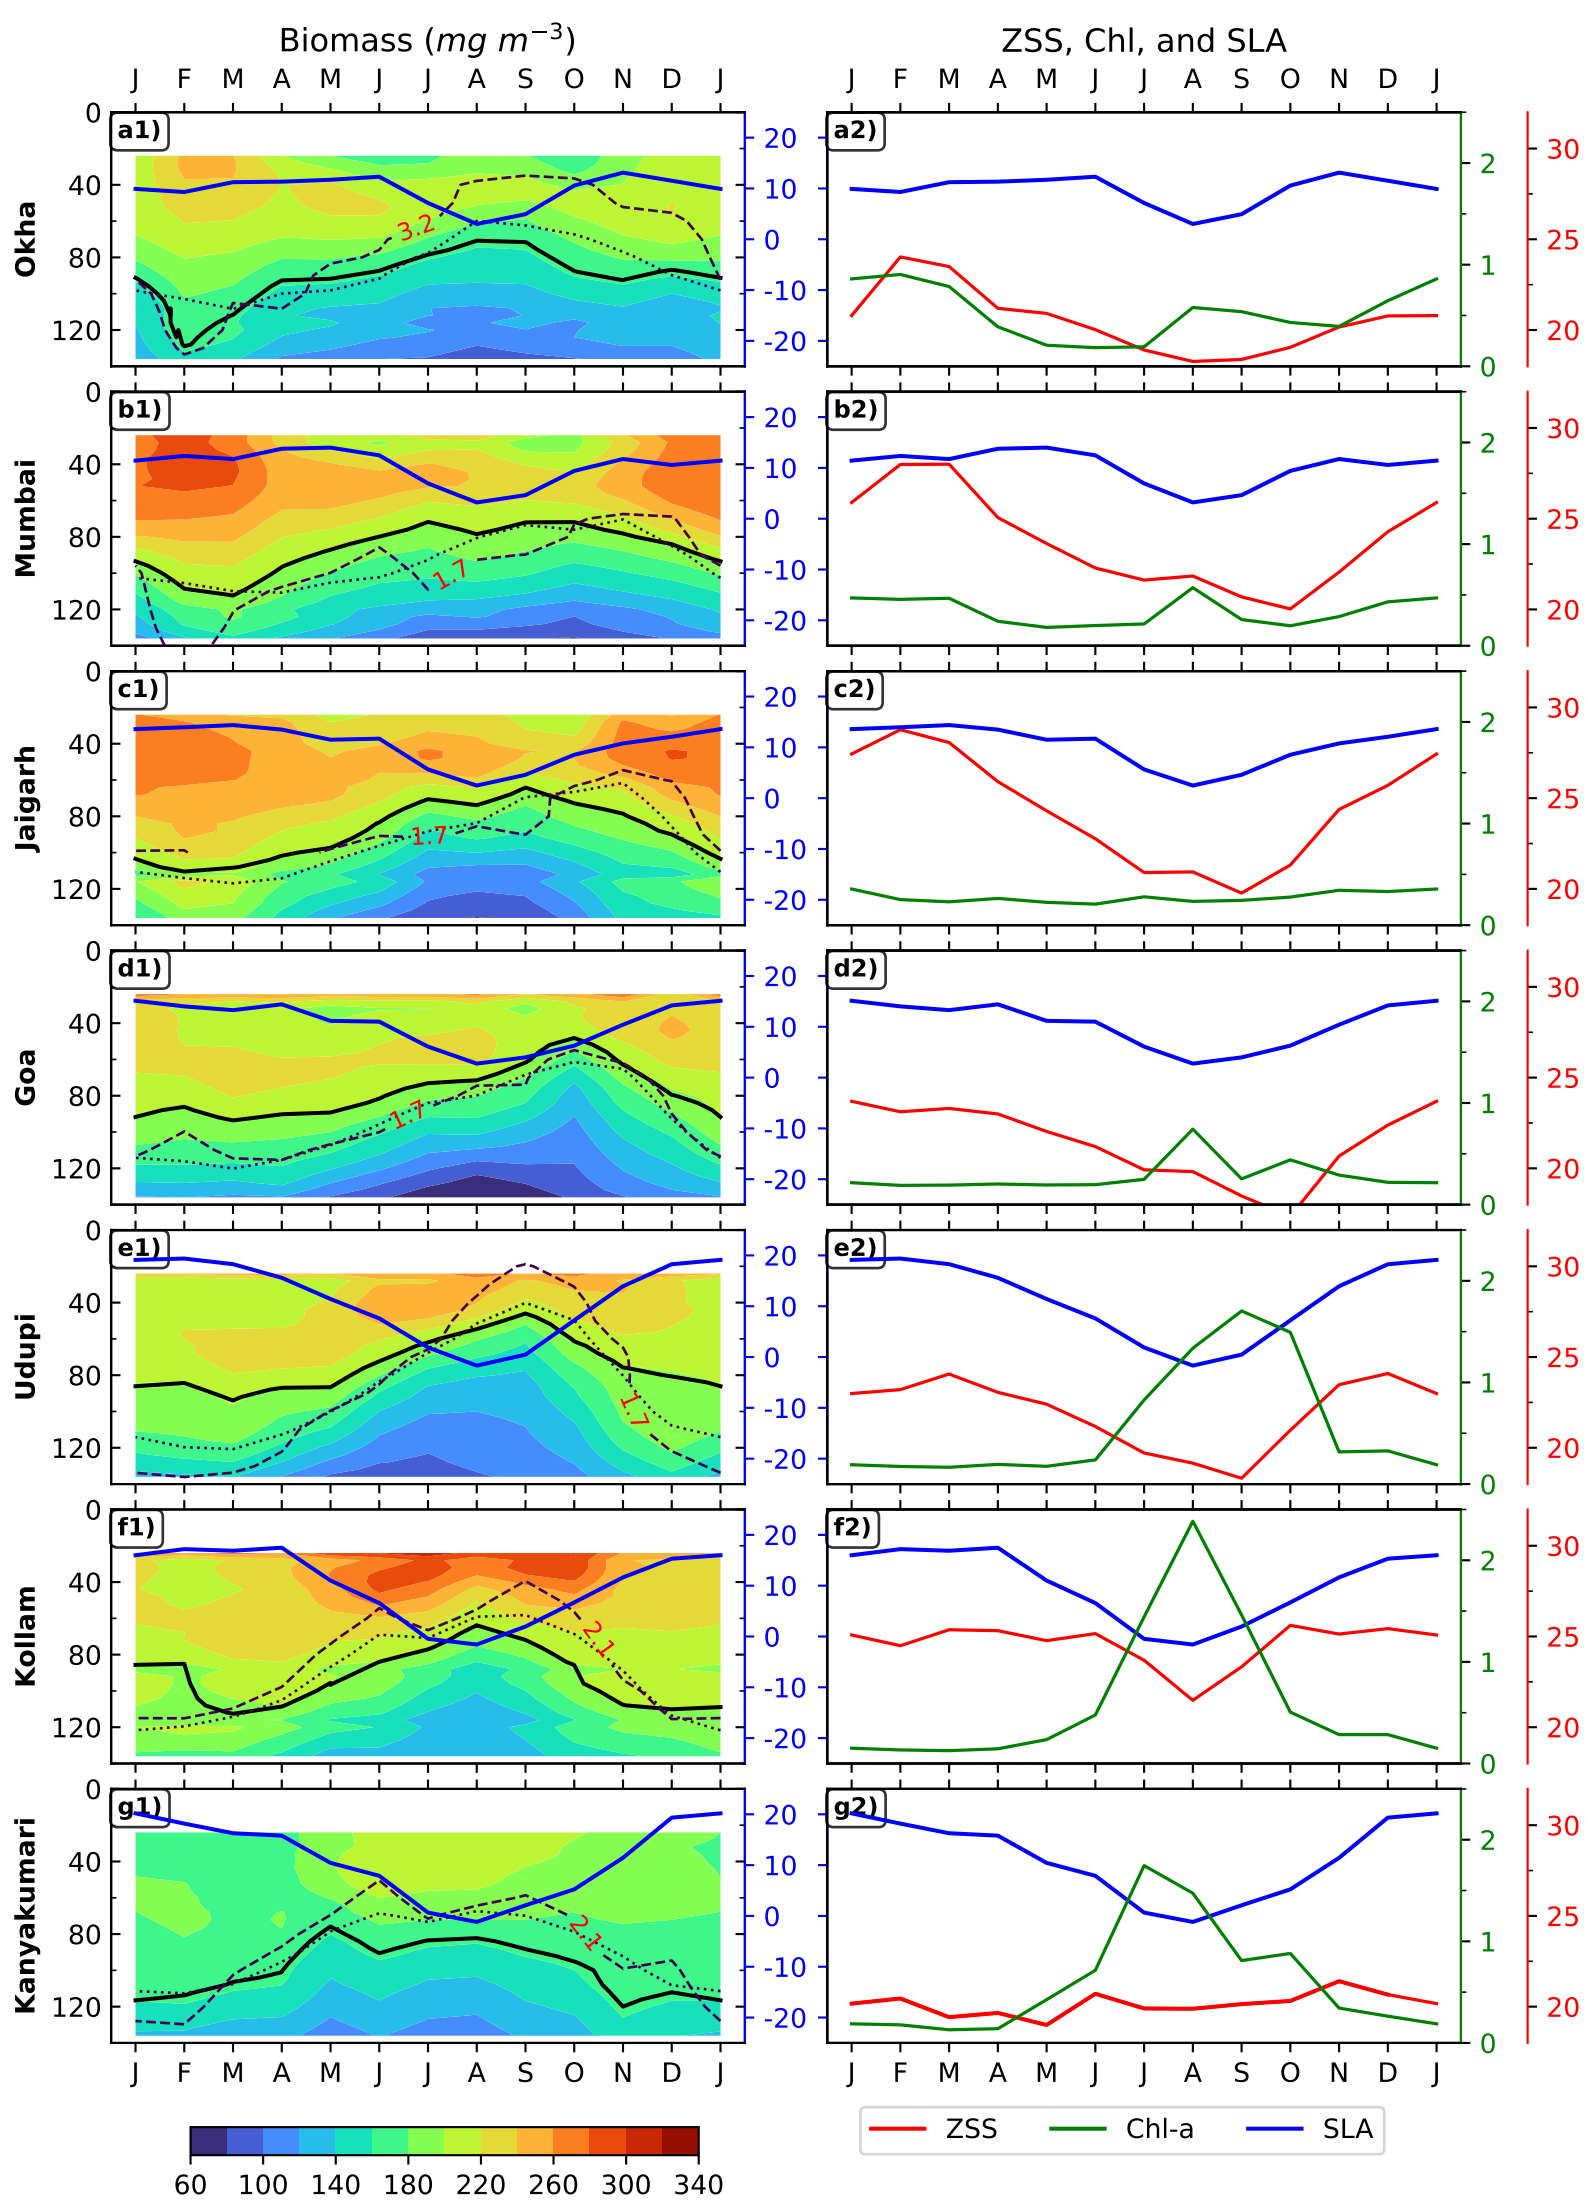 Biomass (mg m⁻³) ZSS, Chl, and SLA
J F M A M J J A S O N D J J F M A M J J A S O N D J
Okha
a1)
0 40 80 120
3.2
20 10 0 -10 -20
a2)
2 1 0
30 25 20
Mumbai
b1)
0 40 80 120
1.7
20 10 0 -10 -20
b2)
2 1 0
30 25 20
Jaigarh
c1)
0 40 80 120
1.7
20 10 0 -10 -20
c2)
2 1 0
30 25 20
Goa
d1)
0 40 80 120
1.7
20 10 0 -10 -20
d2)
2 1 0
30 25 20
Udupi
e1)
0 40 80 120
1.7
20 10 0 -10 -20
e2)
2 1 0
30 25 20
Kollam
f1)
0 40 80 120
2.1
20 10 0 -10 -20
f2)
2 1 0
30 25 20
Kanyakumari
g1)
0 40 80 120
2.1
20 10 0 -10 -20
g2)
2 1 0
30 25 20
J F M A M J J A S O N D J J F M A M J J A S O N D J
60 100 140 180 220 260 300 340
ZSS Chl-a SLA